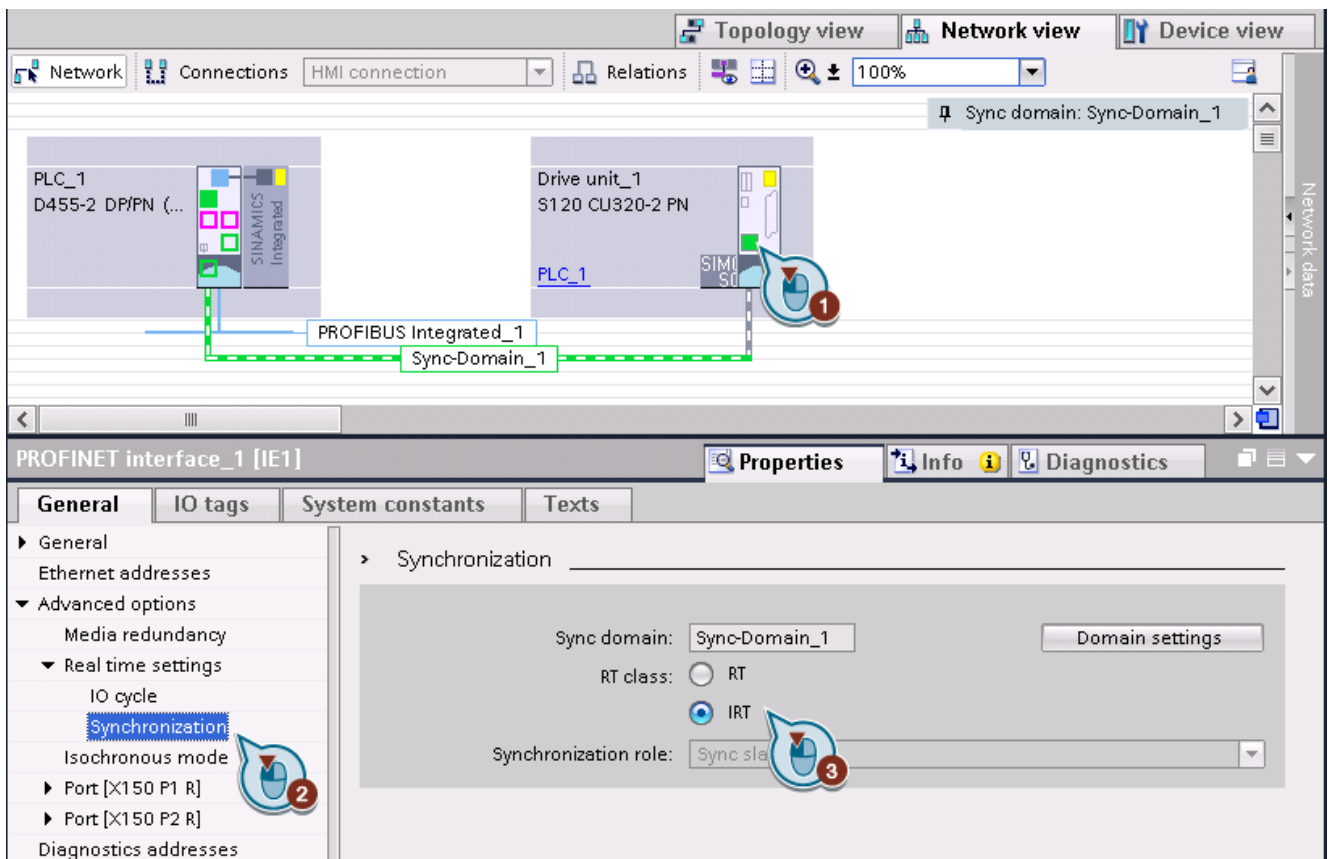 Topology view Network view Device view
Network Connections HMI connection Relations 100%
Sync domain: Sync-Domain_1
PLC_1
D455-2 DP/PN (...
SINAMICS
Integrated
Drive unit_1
S120 CU320-2 PN
PLC_1
1
PROFIBUS Integrated_1
Sync-Domain_1
Network data
PROFINET interface_1 [IE1] Properties Info Diagnostics
General IO tags System constants Texts
General
Ethernet addresses
Advanced options
Media redundancy
Real time settings
IO cycle
Synchronization
Isochronous mode
2
Port [X150 P1 R]
Port [X150 P2 R]
Diagnostics addresses
Synchronization
Sync domain: Sync-Domain_1 Domain settings
RT class: RT
IRT
Synchronization role: Sync sla
3